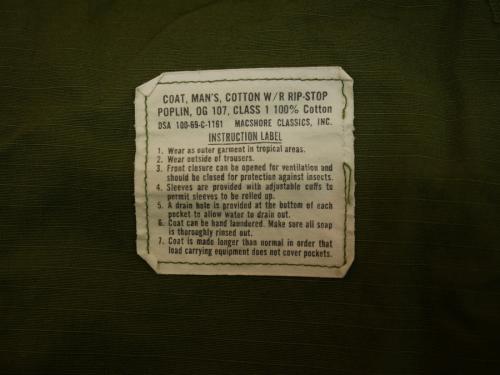 COAT, MAN'S, COTTON W/R RIP-STOP
POPLIN, OG 107, CLASS 1 100% Cotton
DSA 100-69-C-1161 MACSHORE CLASSICS, INC.
INSTRUCTION LABEL
1. Wear as outer garment in tropical areas.
2. Wear outside of trousers.
3. Front closure can be opened for ventilation and
should be closed for protection against insects.
4. Sleeves are provided with adjustable cuffs to
permit sleeves to be rolled up.
5. A drain hole is provided at the bottom of each
pocket to allow water to drain out.
6. Coat can be hand laundered. Make sure all soap
is thoroughly rinsed out.
7. Coat is made longer than normal in order that
load carrying equipment does not cover pockets.